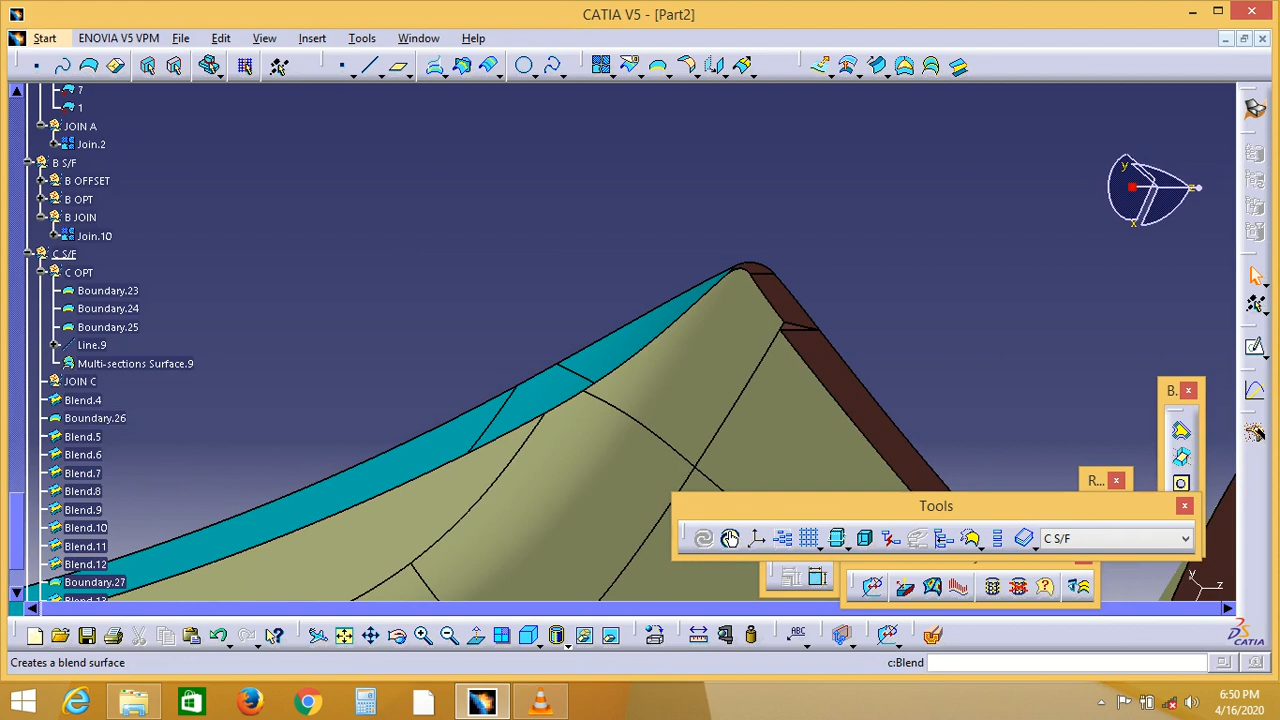 CATIA V5 - [Part2]
Start
ENOVIA V5 VPM
File
Edit
View
Insert
Tools
Window
Help
7
1
JOIN A
Join.2
B S/F
B OFFSET
B OPT
B JOIN
Join.10
C S/F
C OPT
Boundary.23
Boundary.24
Boundary.25
Line.9
Multi-sections Surface.9
JOIN C
Blend.4
Boundary.26
Blend.5
Blend.6
Blend.7
Blend.8
Blend.9
Blend.10
Blend.11
Blend.12
Boundary.27
y
z
x
B.
R...
Tools
C S/F
y
z
x
ABC
CATIA
Creates a blend surface
c:Blend
6:50 PM
4/16/2020